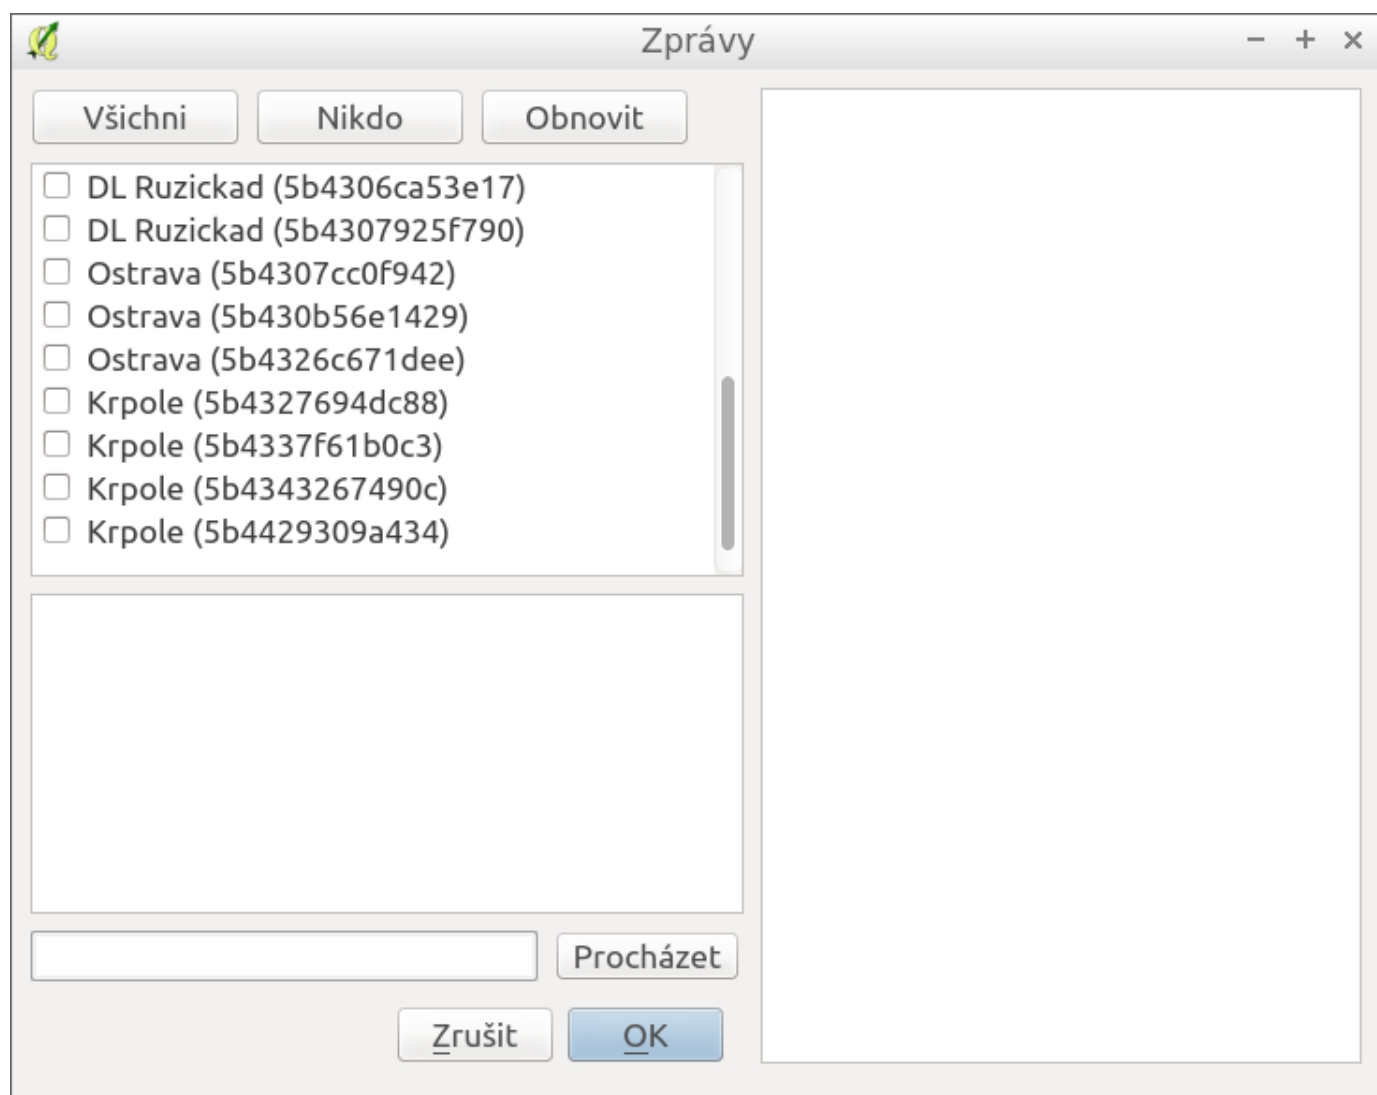 Zprávy
Všichni Nikdo Obnovit
DL Ruzickad (5b4306ca53e17)
DL Ruzickad (5b4307925f790)
Ostrava (5b4307cc0f942)
Ostrava (5b430b56e1429)
Ostrava (5b4326c671dee)
Krpole (5b4327694dc88)
Krpole (5b4337f61b0c3)
Krpole (5b4343267490c)
Krpole (5b4429309a434)
Procházet
Zrušit OK